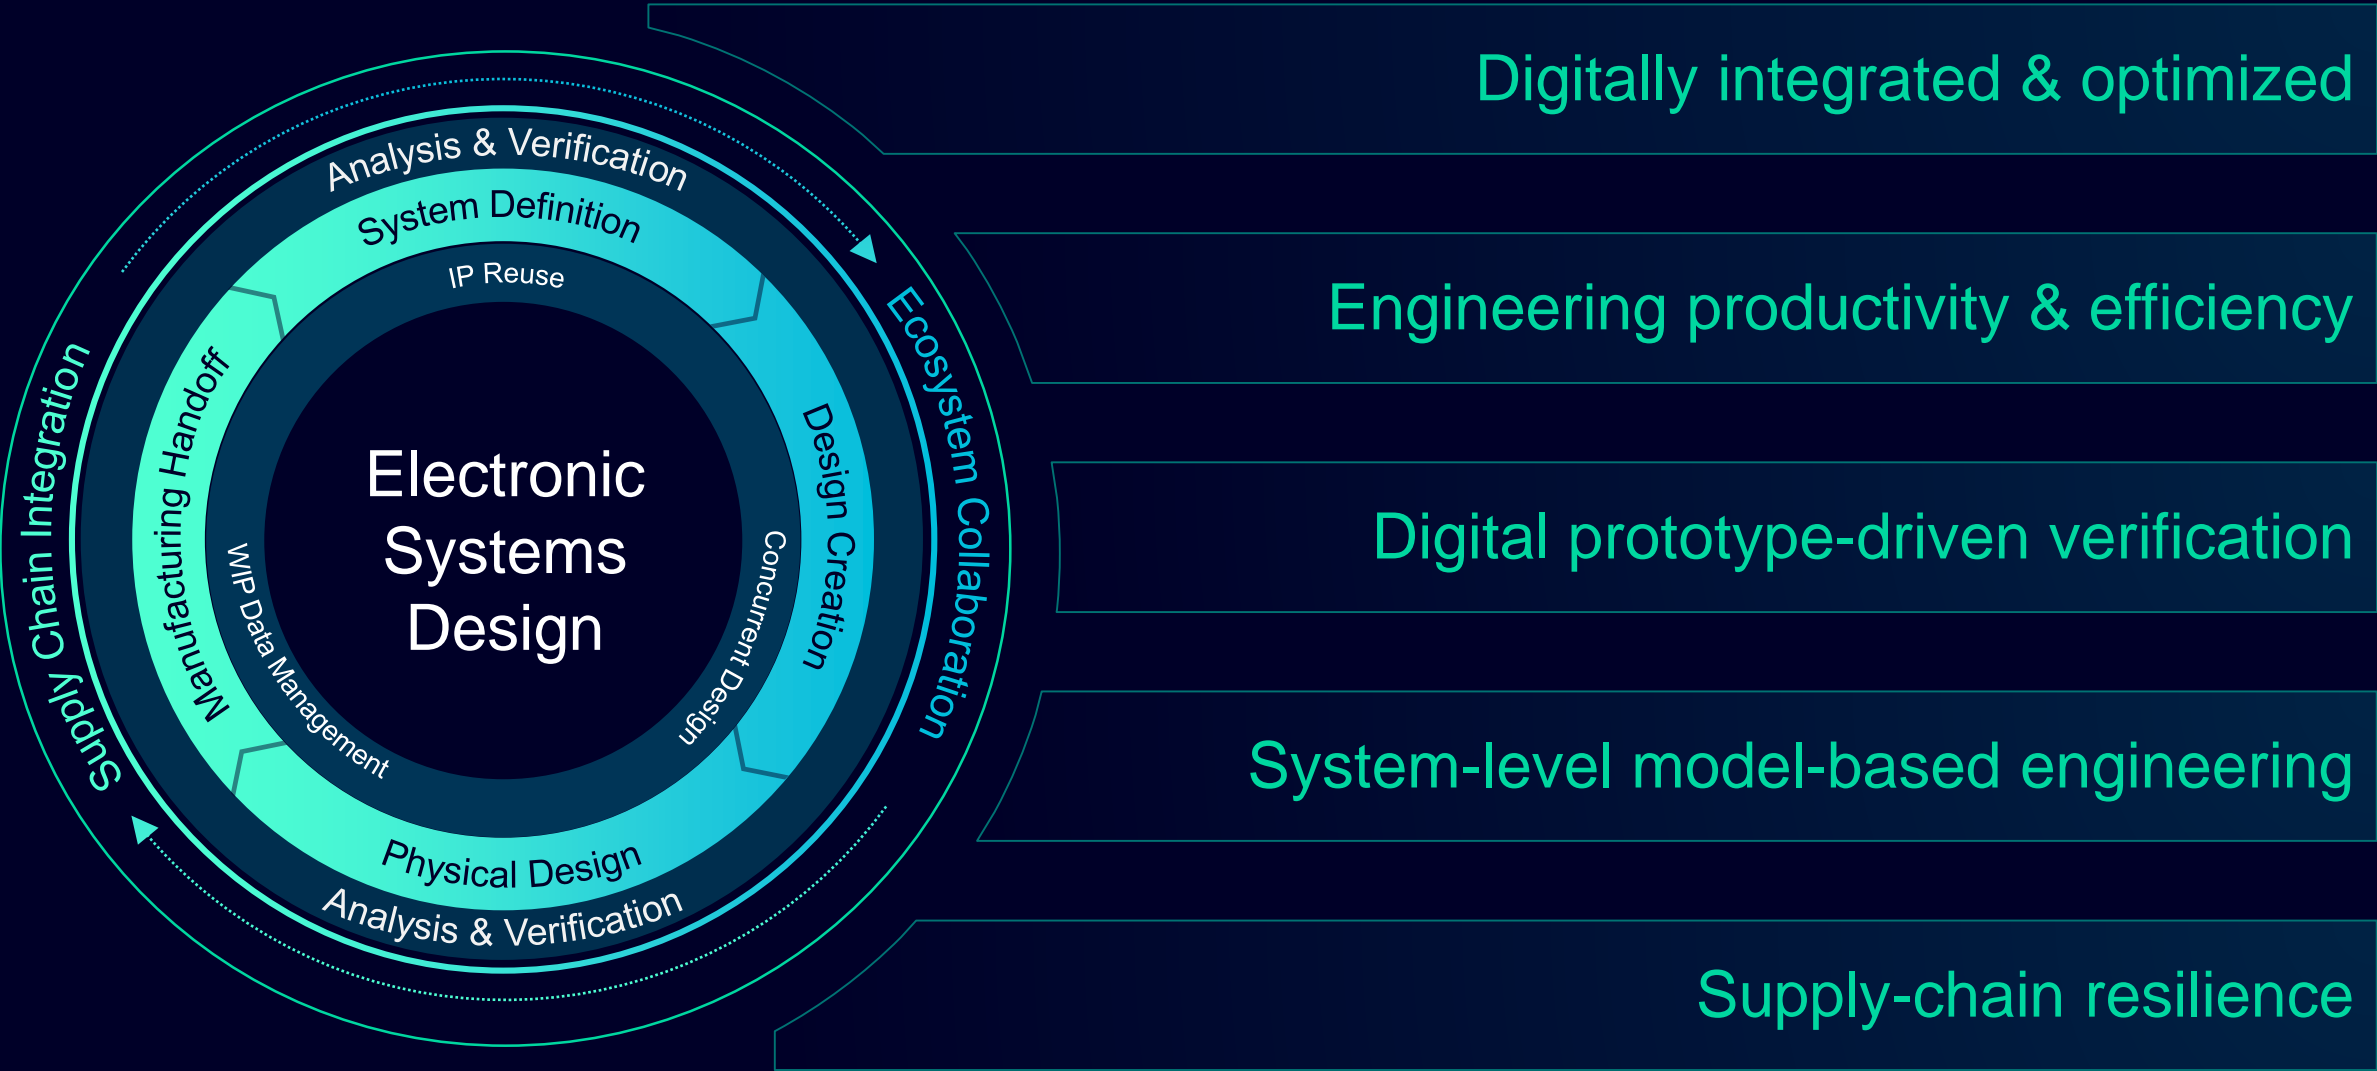 Supply Chain Integration
Ecosystem Collaboration
Analysis & Verification
System Definition
IP Reuse
Manufacturing Handoff
Design Creation
WIP Data Management
Concurrent Design
Electronic
Systems
Design
Physical Design
Analysis & Verification
Digitally integrated & optimized
Engineering productivity & efficiency
Digital prototype-driven verification
System-level model-based engineering
Supply-chain resilience